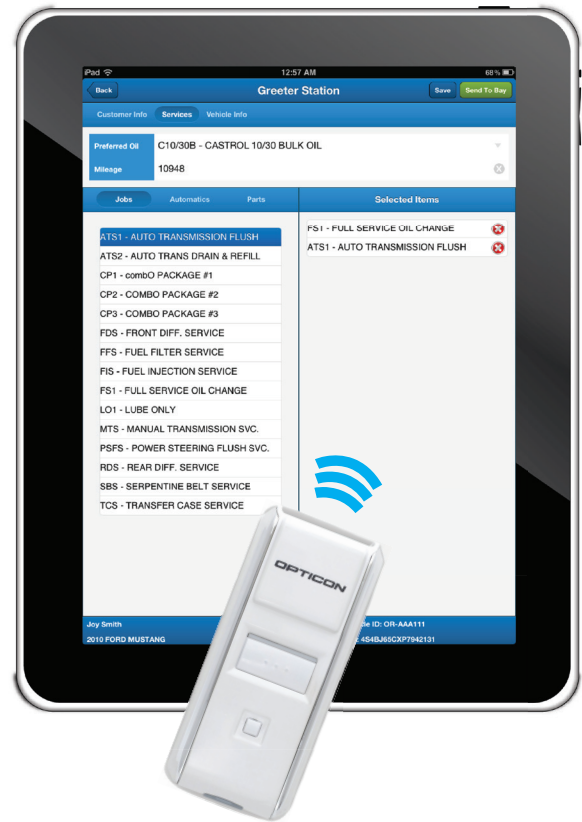 iPad 12:57 AM 68%
Back Greeter Station Save Send To Bay
Customer Info Services Vehicle Info
Preferred Oil C10/30B - CASTROL 10/30 BULK OIL
Mileage 10948
Jobs Automatics Parts Selected Items
FS1 - FULL SERVICE OIL CHANGE
ATS1 - AUTO TRANSMISSION FLUSH
ATS1 - AUTO TRANSMISSION FLUSH
ATS2 - AUTO TRANS DRAIN & REFILL
CP1 - combO PACKAGE #1
CP2 - COMBO PACKAGE #2
CP3 - COMBO PACKAGE #3
FDS - FRONT DIFF. SERVICE
FFS - FUEL FILTER SERVICE
FIS - FUEL INJECTION SERVICE
FS1 - FULL SERVICE OIL CHANGE
LO1 - LUBE ONLY
MTS - MANUAL TRANSMISSION SVC.
PSFS - POWER STEERING FLUSH SVC.
RDS - REAR DIFF. SERVICE
SBS - SERPENTINE BELT SERVICE
TCS - TRANSFER CASE SERVICE
OPTICON
Joy Smith ID: OR-AAA111
2010 FORD MUSTANG 4S4BJ65CXP7942131